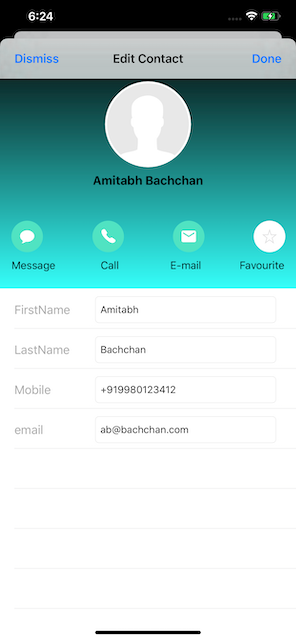 6:24
Dismiss Edit Contact Done
Amitabh Bachchan
Message Call E-mail Favourite
FirstName Amitabh
LastName Bachchan
Mobile +919980123412
email ab@bachchan.com